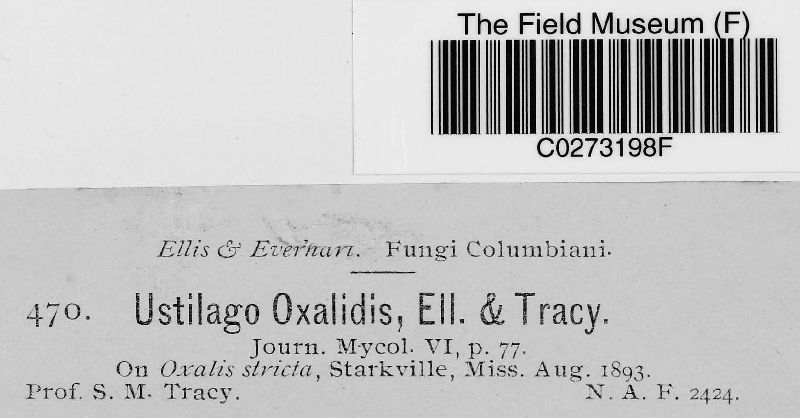 The Field Museum (F)
C0273198F
Ellis & Everhart. Fungi Columbiani.
470. Ustilago Oxalidis, Ell. & Tracy.
Journ. Mycol. VI, p. 77.
On Oxalis stricta, Starkville, Miss. Aug. 1893.
Prof. S. M. Tracy. N. A. F. 2424.